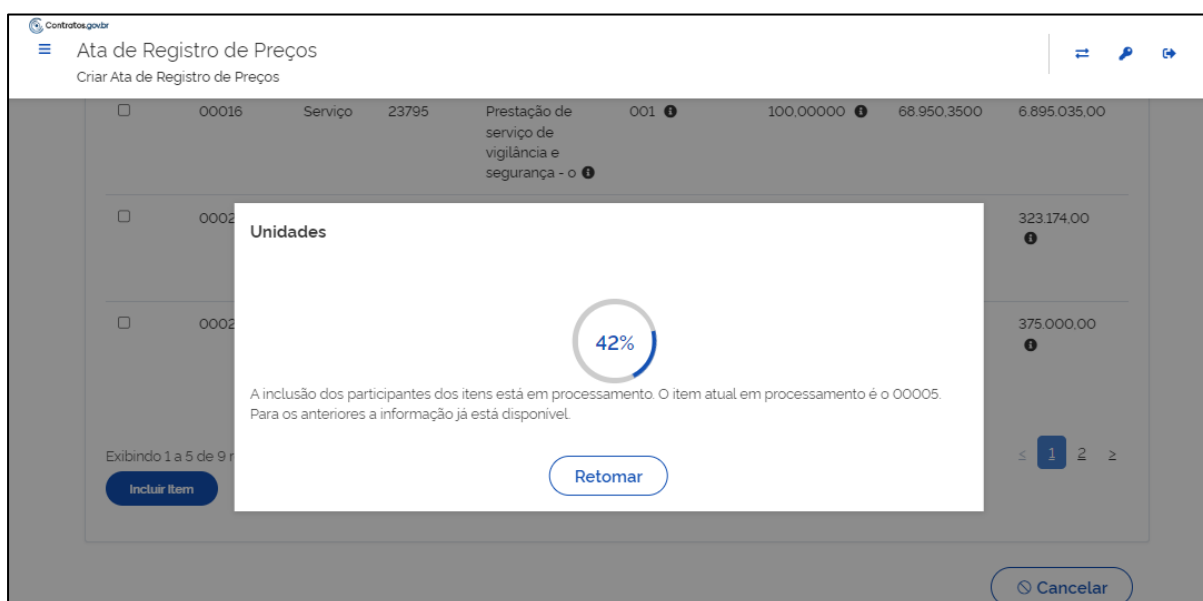 Contratos.gov.br
Ata de Registro de Preços
Criar Ata de Registro de Preços
00016 Serviço 23795 Prestação de 001 100,00000 68.950,3500 6.895.035,00
serviço de
vigilância e
segurança - o
0002 323.174,00
Unidades
0002 375.000,00
42%
A inclusão dos participantes dos itens está em processamento. O item atual em processamento é o 00005.
Para os anteriores a informação já está disponível.
Exibindo 1 a 5 de 9 r
≤ 1 2 ≥
Retomar
Incluir Item
Cancelar